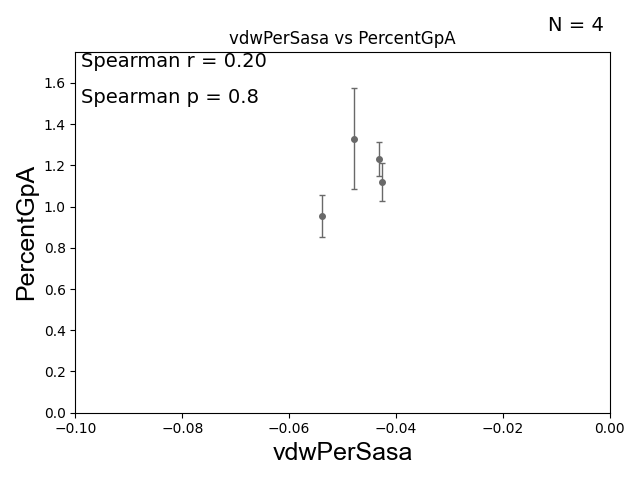 N = 4
vdwPerSasa vs PercentGpA
Spearman r = 0.20
Spearman p = 0.8
PercentGpA
1.6
1.4
1.2
1.0
0.8
0.6
0.4
0.2
0.0
−0.10 −0.08 −0.06 −0.04 −0.02 0.00
vdwPerSasa